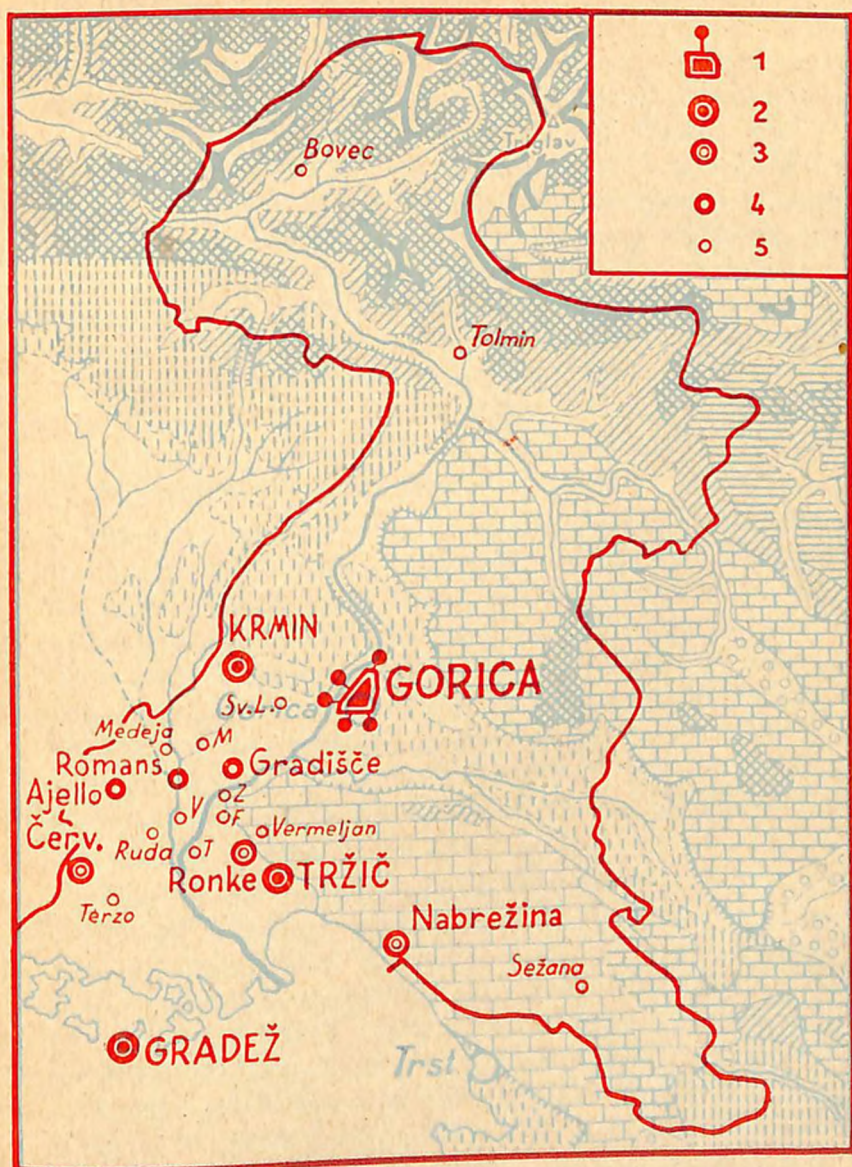 1
2
3
4
5
Triglav
Bovec
Tolmin
KRMIN
GORICA
Sv.L.
Gorica
Medeja
M
Romans
Gradišče
Ajello
Z
V
F
Červ.
Vermeljan
Ruda
T
Ronke
TRŽIČ
Terzo
Nabrežina
Sežana
GRADEŽ
Trst